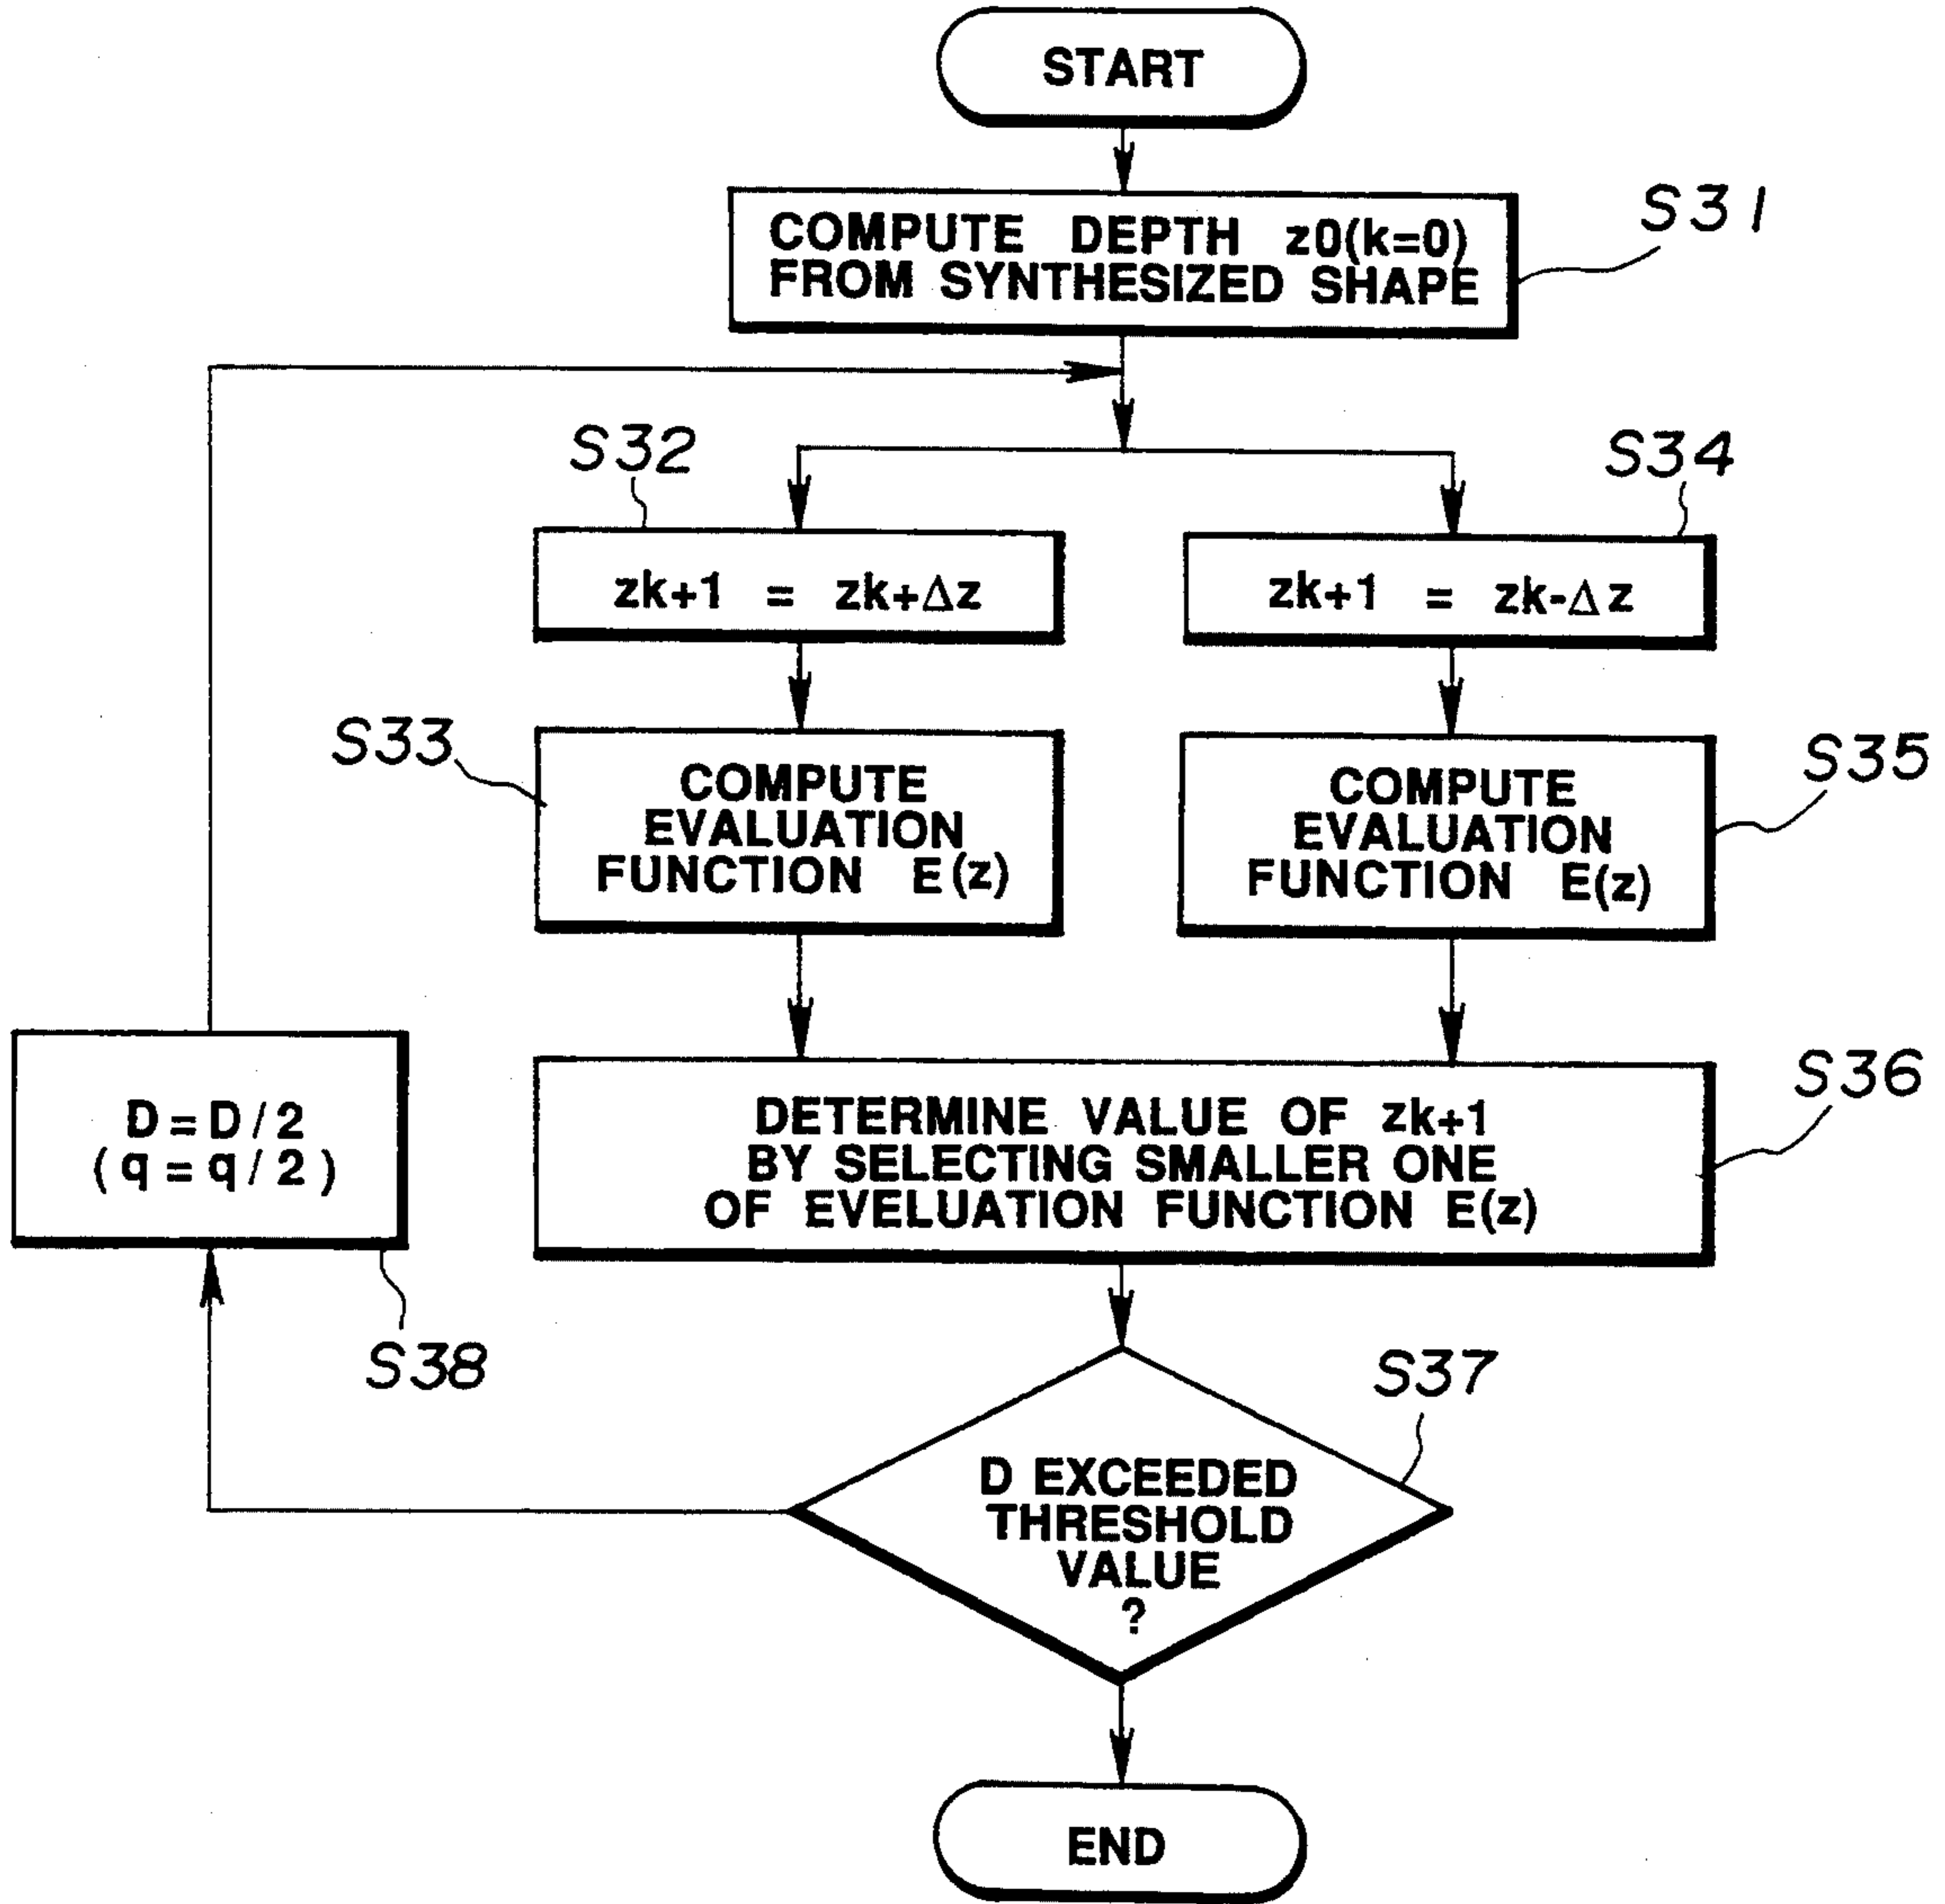 START
COMPUTE DEPTH z0(k=0)
FROM SYNTHESIZED SHAPE
S31
S32
S34
zk+1 = zk+Δz
zk+1 = zk-Δz
S33
COMPUTE
EVALUATION
FUNCTION E(z)
COMPUTE
EVALUATION
FUNCTION E(z)
S35
D=D/2
(q=q/2)
S38
DETERMINE VALUE OF zk+1
BY SELECTING SMALLER ONE
OF EVELUATION FUNCTION E(z)
S36
S37
D EXCEEDED
THRESHOLD
VALUE
?
END